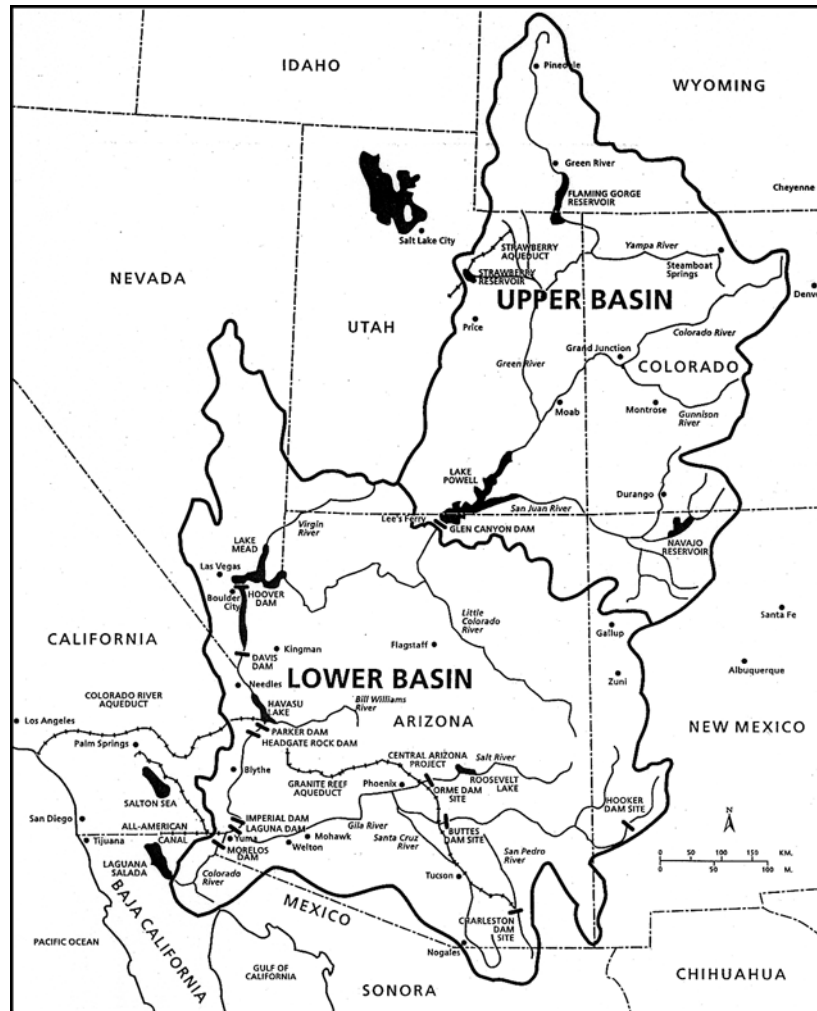 IDAHO
WYOMING
Pinedale
Green River
FLAMING GORGE
RESERVOIR
Cheyenne
Salt Lake City
STRAWBERRY
AQUEDUCT
Yampa River
Steamboat
Springs
STRAWBERRY
RESERVOIR
NEVADA
UPPER BASIN
Denve
UTAH
Price
Colorado River
Grand Junction
COLORADO
Green River
Moab
Montrose
Gunnison
River
LAKE
POWELL
Durango
San Juan River
Lee's Ferry
GLEN CANYON DAM
Virgin
River
NAVAJO
RESERVOIR
LAKE
MEAD
Las Vegas
Boulder
City
HOOVER
DAM
Little
Colorado
River
Santa Fe
Gallup
CALIFORNIA
Kingman
Flagstaff
DAVIS
DAM
Albuquerque
Zuni
LOWER BASIN
Needles
COLORADO RIVER
AQUEDUCT
HAVASU
LAKE
Bill Williams
River
ARIZONA
NEW MEXICO
Los Angeles
PARKER DAM
HEADGATE ROCK DAM
Palm Springs
CENTRAL ARIZONA
PROJECT
Salt River
Blythe
GRANITE REEF
AQUEDUCT
Phoenix
ROOSEVELT
LAKE
ORME DAM
SITE
HOOKER
DAM SITE
SALTON SEA
San Diego
IMPERIAL DAM
LAGUNA DAM
ALL-AMERICAN
CANAL
Gila River
Mohawk
BUTTES
DAM SITE
N
Tijuana
Yuma
Welton
MORELOS
DAM
Santa Cruz
River
San Pedro
River
0 50 100 150 KM.
0 50 100 M.
LAGUANA
SALADA
Colorado
River
Tucson
MEXICO
CHARLESTON
DAM
SITE
BAJA CALIFORNIA
PACIFIC OCEAN
GULF OF
CALIFORNIA
Nogales
SONORA
CHIHUAHUA